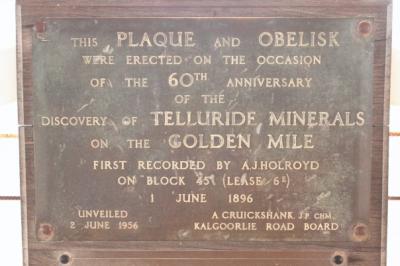 THIS PLAQUE AND OBELISK
WERE ERECTED ON THE OCCASION
OF THE 60TH ANNIVERSARY
OF THE
DISCOVERY OF TELLURIDE MINERALS
ON THE GOLDEN MILE
FIRST RECORDED BY A.J.HOLROYD
ON BLOCK 45 (LEASE 6E)
1 JUNE 1896
UNVEILED
2 JUNE 1956
A CRUICKSHANK J.P. CHM.
KALGOORLIE ROAD BOARD